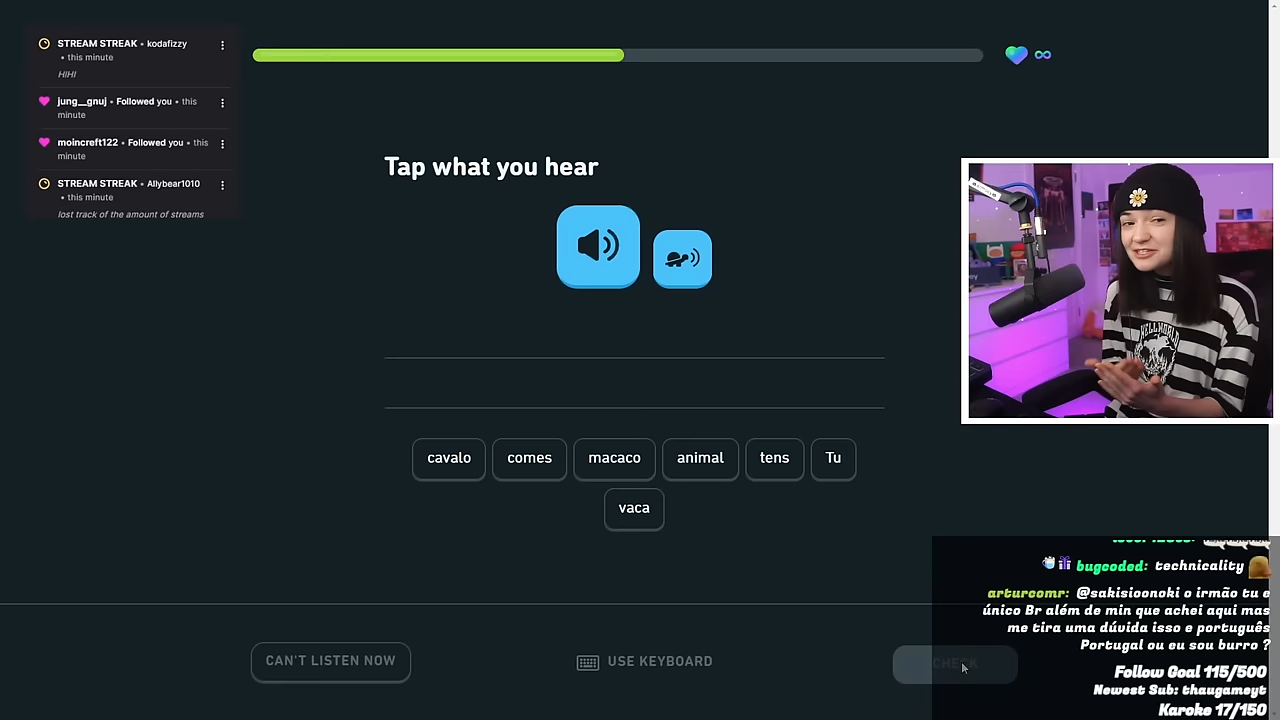 STREAM STREAK • kodafizzy
• this minute
HIHI
jung__gnuj • Followed you • this
minute
moincreft122 • Followed you • this
minute
STREAM STREAK • Allybear1010
• this minute
lost track of the amount of streams
Tap what you hear
cavalo comes macaco animal tens Tu
vaca
HELLWORLD
bugcoded: technicality
arturcomr: @sakisioonoki o irmão tu e
único Br além de min que achei aqui mas
me tira uma dúvida isso e português
Portugal ou eu sou burro ?
CAN'T LISTEN NOW
USE KEYBOARD
CHECK
Follow Goal 115/500
Newest Sub: thaugameyt
Karoke 17/150